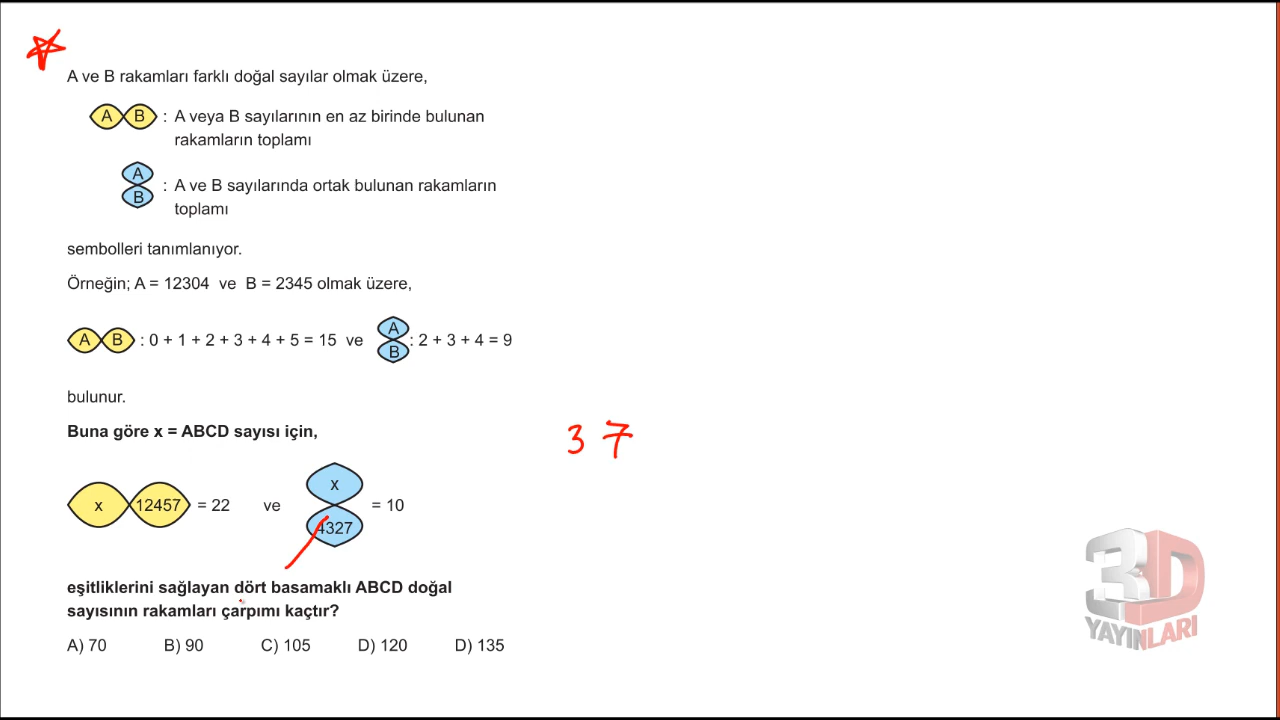 A ve B rakamları farklı doğal sayılar olmak üzere,
A B : A veya B sayılarının en az birinde bulunan
rakamların toplamı
A
B
: A ve B sayılarında ortak bulunan rakamların
toplamı
sembolleri tanımlanıyor.
Örneğin; A = 12304 ve B = 2345 olmak üzere,
A B : 0 + 1 + 2 + 3 + 4 + 5 = 15 ve
A
B
: 2 + 3 + 4 = 9
bulunur.
Buna göre x = ABCD sayısı için,
3 7
x 12457 = 22 ve
x
4327
= 10
eşitliklerini sağlayan dört basamaklı ABCD doğal
sayısının rakamları çarpımı kaçtır?
A) 70 B) 90 C) 105 D) 120 D) 135
3D
YAYINLARI